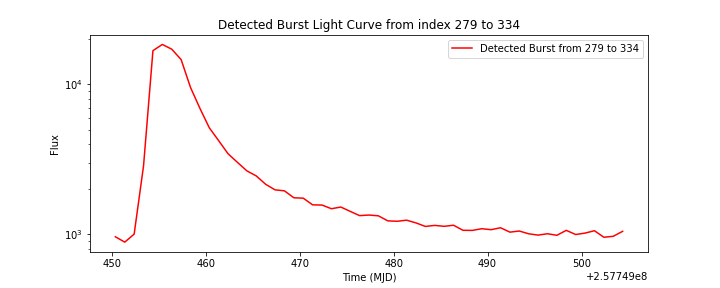 Detected Burst Light Curve from index 279 to 334
Detected Burst from 279 to 334
10^4
10^3
Flux
450 460 470 480 490 500
Time (MJD)
+2.57749e8